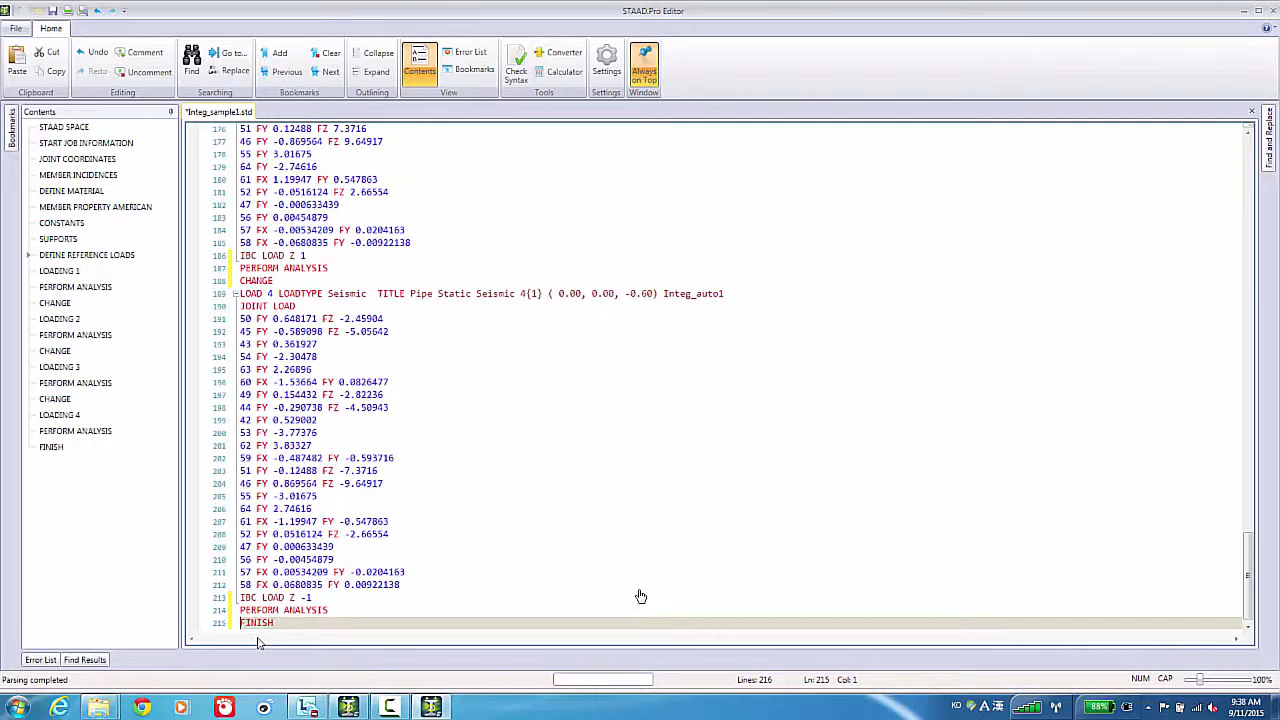 STAAD.Pro Editor
File
Home
Paste
Cut
Copy
Clipboard
Undo
Redo
Comment
Uncomment
Editing
Find
Go to...
Replace
Searching
Add
Clear
Previous
Next
Bookmarks
Collapse
Expand
Outlining
Contents
Error List
Bookmarks
View
Check Syntax
Converter
Calculator
Tools
Settings
Settings
Always on Top
Window
Bookmarks
Contents
STAAD SPACE
START JOB INFORMATION
JOINT COORDINATES
MEMBER INCIDENCES
DEFINE MATERIAL
MEMBER PROPERTY AMERICAN
CONSTANTS
SUPPORTS
DEFINE REFERENCE LOADS
LOADING 1
PERFORM ANALYSIS
CHANGE
LOADING 2
PERFORM ANALYSIS
CHANGE
LOADING 3
PERFORM ANALYSIS
CHANGE
LOADING 4
PERFORM ANALYSIS
FINISH
*Integ_sample1.std
176 51 FY 0.12488 FZ 7.3716
177 46 FY -0.869564 FZ 9.64917
178 55 FY 3.01675
179 64 FY -2.74616
180 61 FX 1.19947 FY 0.547863
181 52 FY -0.0516124 FZ 2.66554
182 47 FY -0.000633439
183 56 FY 0.00454879
184 57 FX -0.00534209 FY 0.0204163
185 58 FX -0.0680835 FY -0.00922138
186 IBC LOAD Z 1
187 PERFORM ANALYSIS
188 CHANGE
189 LOAD 4 LOADTYPE Seismic TITLE Pipe Static Seismic 4{1} ( 0.00, 0.00, -0.60) Integ_auto1
190 JOINT LOAD
191 50 FY 0.648171 FZ -2.45904
192 45 FY -0.589098 FZ -5.05642
193 43 FY 0.361927
194 54 FY -2.30478
195 63 FY 2.26896
196 60 FX -1.53664 FY 0.0826477
197 49 FY 0.154432 FZ -2.82236
198 44 FY -0.290738 FZ -4.50943
199 42 FY 0.529002
200 53 FY -3.77376
201 62 FY 3.83327
202 59 FX -0.487482 FY -0.593716
203 51 FY -0.12488 FZ -7.3716
204 46 FY 0.869564 FZ -9.64917
205 55 FY -3.01675
206 64 FY 2.74616
207 61 FX -1.19947 FY -0.547863
208 52 FY 0.0516124 FZ -2.66554
209 47 FY 0.000633439
210 56 FY -0.00454879
211 57 FX 0.00534209 FY -0.0204163
212 58 FX 0.0680835 FY 0.00922138
213 IBC LOAD Z -1
214 PERFORM ANALYSIS
215 FINISH
Find and Replace
Error List
Find Results
Parsing completed
Lines: 216
Ln: 215
Col: 1
NUM
CAP
100%
KO
A
漢
88%
9:38 AM
9/11/2015